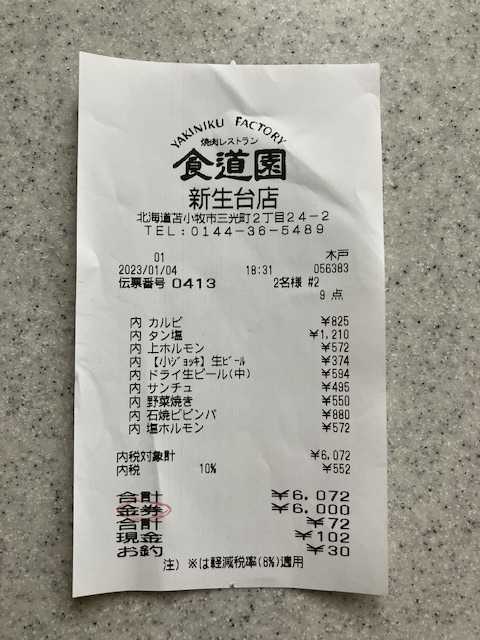 YAKINIKU FACTORY
焼肉レストラン
食道園
新生台店
北海道苫小牧市三光町2丁目24-2
TEL:0144-36-5489
01 木戸
2023/01/04 18:31 056383
伝票番号 0413 2名様 #2
9 点
内 カルビ ¥825
内 タン塩 ¥1,210
内 上ホルモン ¥572
内 【小ジョッキ】生ビール ¥374
内 ドライ生ビール(中) ¥594
内 サンチュ ¥495
内 野菜焼き ¥550
内 石焼ビビンバ ¥880
内 塩ホルモン ¥572
内税対象計 ¥6,072
内税 10% ¥552
合計 ¥6,072
金券 ¥6,000
合計 ¥72
現金 ¥102
お釣 ¥30
注) ※は軽減税率(8%)適用